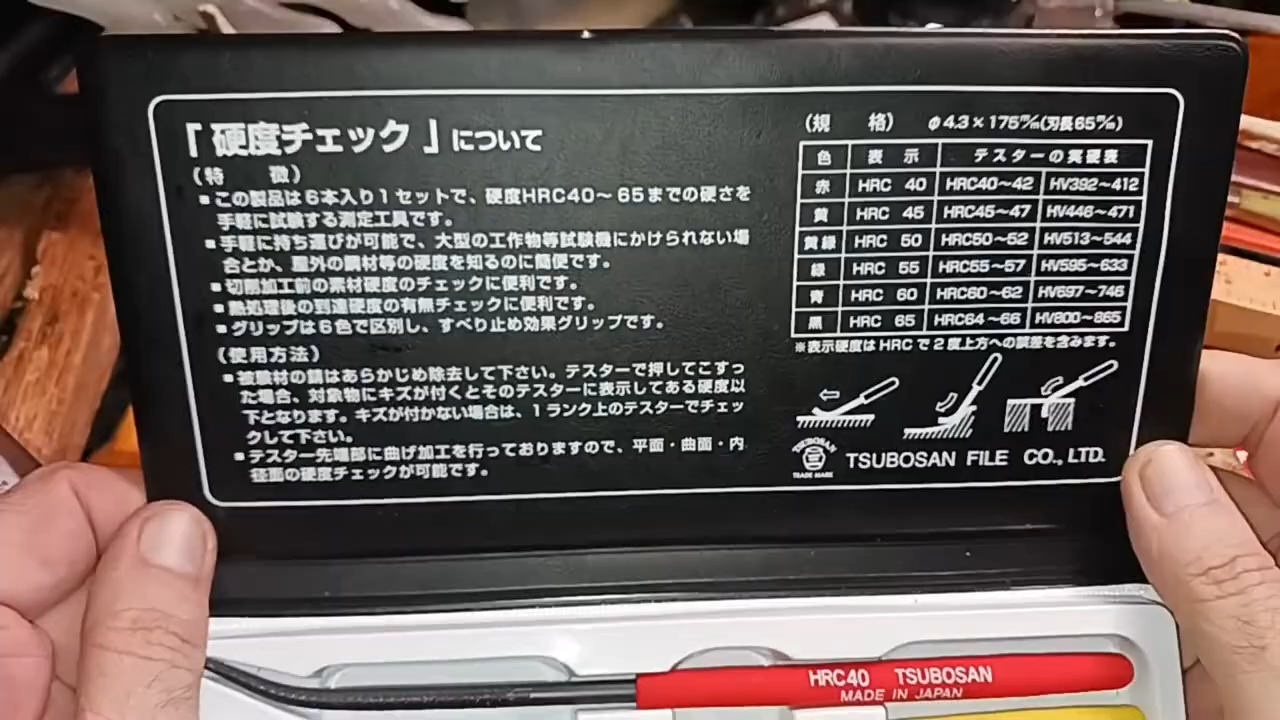 「硬度チェック」について
（特　徴）
■この製品は6本入り1セットで、硬度HRC40～65までの硬さを
手軽に試験する測定工具です。
■手軽に持ち運びが可能で、大型の工作物等試験機にかけられない場
合とか、屋外の鋼材等の硬度を知るのに簡便です。
■切削加工前の素材硬度のチェックに便利です。
■熱処理後の到達硬度の有無チェックに便利です。
■グリップは6色で区別し、すべり止め効果グリップです。
（使用方法）
■被験材の錆はあらかじめ除去して下さい。テスターで押してこすっ
た場合、対象物にキズが付くとそのテスターに表示してある硬度以
下となります。キズが付かない場合は、1ランク上のテスターでチェッ
クして下さい。
■テスター先端部に曲げ加工を行っておりますので、平面・曲面・内
径面の硬度チェックが可能です。
（規　格）　φ4.3×175㎜(刃長65㎜)
色 表示 テスターの実硬表
赤 HRC 40 HRC40～42 HV392～412
黄 HRC 45 HRC45～47 HV446～471
黄緑 HRC 50 HRC50～52 HV513～544
緑 HRC 55 HRC55～57 HV595～633
青 HRC 60 HRC60～62 HV697～746
黒 HRC 65 HRC64～66 HV800～865
※表示硬度はHRCで2度上方への誤差を含みます。
TSUBOSAN
TRADE MARK
TSUBOSAN FILE CO., LTD.
HRC40 TSUBOSAN
MADE IN JAPAN